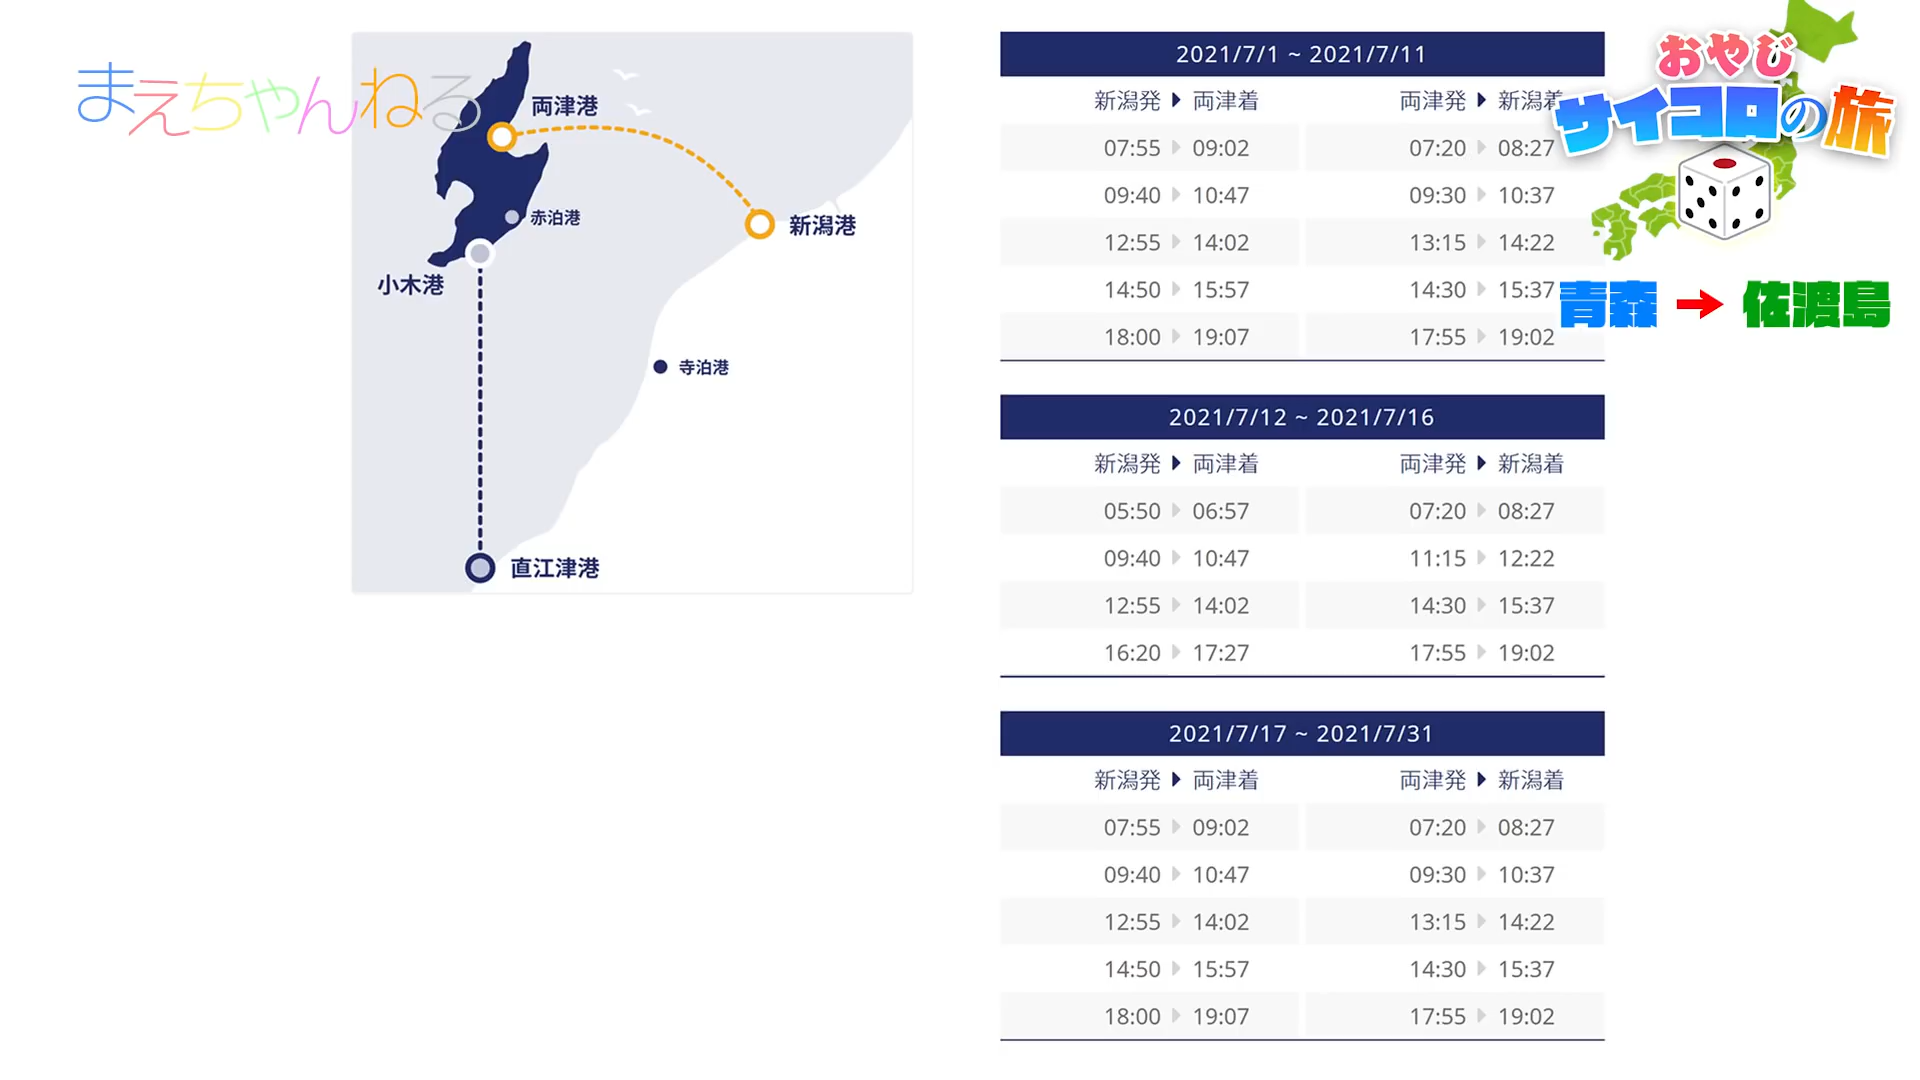 まえちゃんねる
両津港
新潟港
赤泊港
小木港
寺泊港
直江津港
2021/7/1 ~ 2021/7/11
新潟発 両津着 両津発 新潟着
07:55 09:02 07:20 08:27
09:40 10:47 09:30 10:37
12:55 14:02 13:15 14:22
14:50 15:57 14:30 15:37
18:00 19:07 17:55 19:02
2021/7/12 ~ 2021/7/16
新潟発 両津着 両津発 新潟着
05:50 06:57 07:20 08:27
09:40 10:47 11:15 12:22
12:55 14:02 14:30 15:37
16:20 17:27 17:55 19:02
2021/7/17 ~ 2021/7/31
新潟発 両津着 両津発 新潟着
07:55 09:02 07:20 08:27
09:40 10:47 09:30 10:37
12:55 14:02 13:15 14:22
14:50 15:57 14:30 15:37
18:00 19:07 17:55 19:02
おやじ
サイコロの旅
青森 → 佐渡島